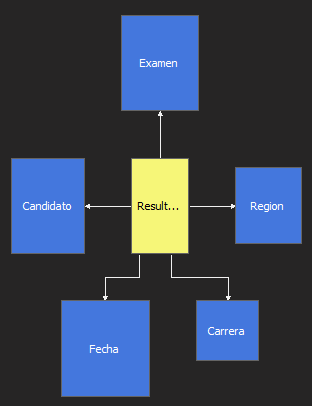 Examen
Candidato
Result...
Region
Fecha
Carrera